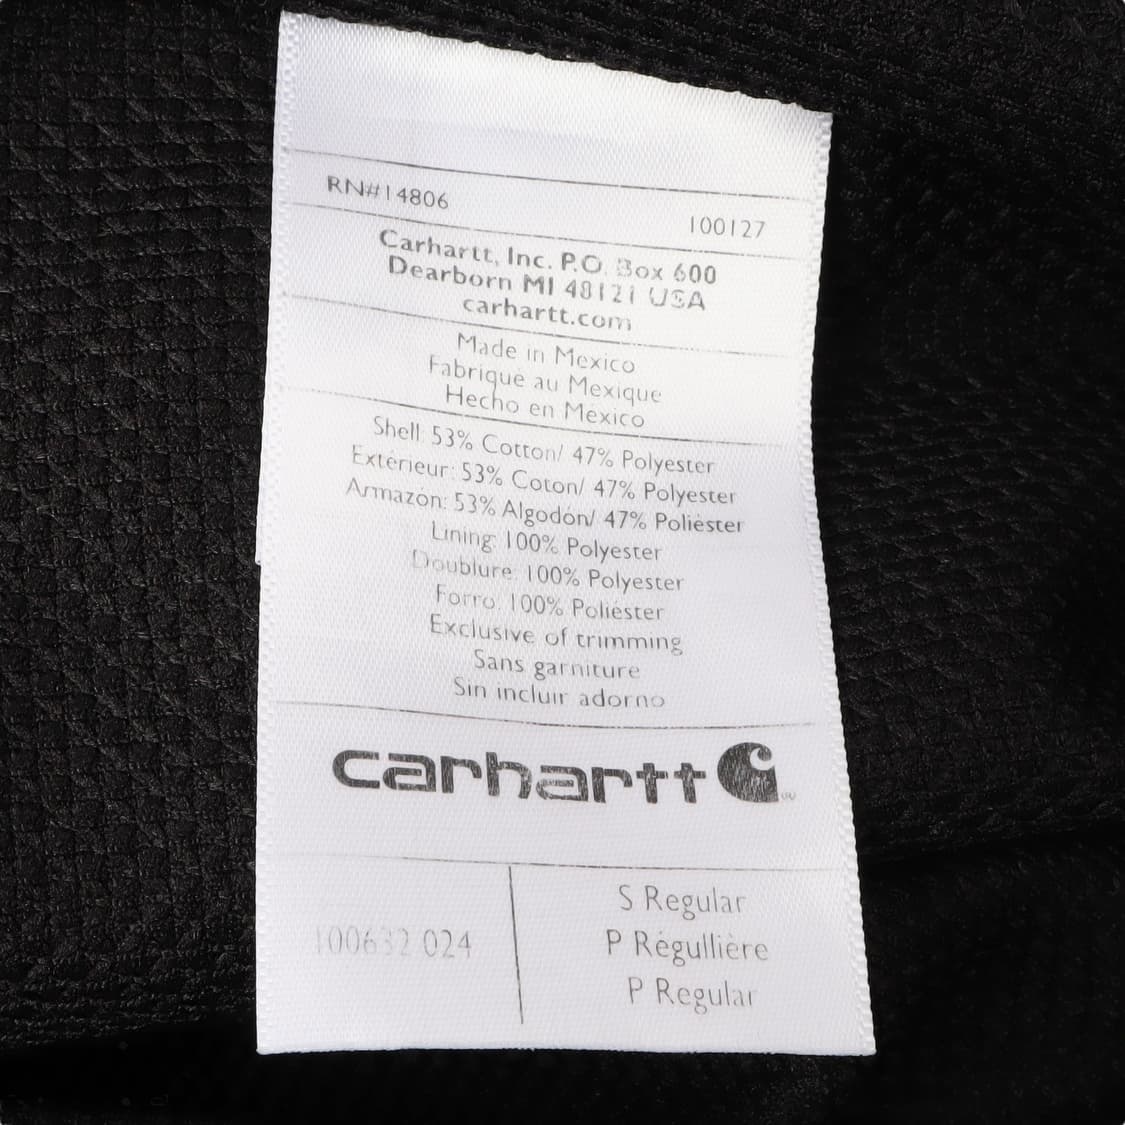 RN#14806
100127
Carhartt, Inc. P.O. Box 600
Dearborn MI 48121 USA
carhartt.com
Made in Mexico
Fabriqué au Mexique
Hecho en México
Shell: 53% Cotton/ 47% Polyester
Extérieur: 53% Coton/ 47% Polyester
Armazón: 53% Algodón/ 47% Poliéster
Lining: 100% Polyester
Doublure: 100% Polyester
Forro: 100% Poliéster
Exclusive of trimming
Sans garniture
Sin incluir adorno
carhartt
100632 024
S Regular
P Régullière
P Regular